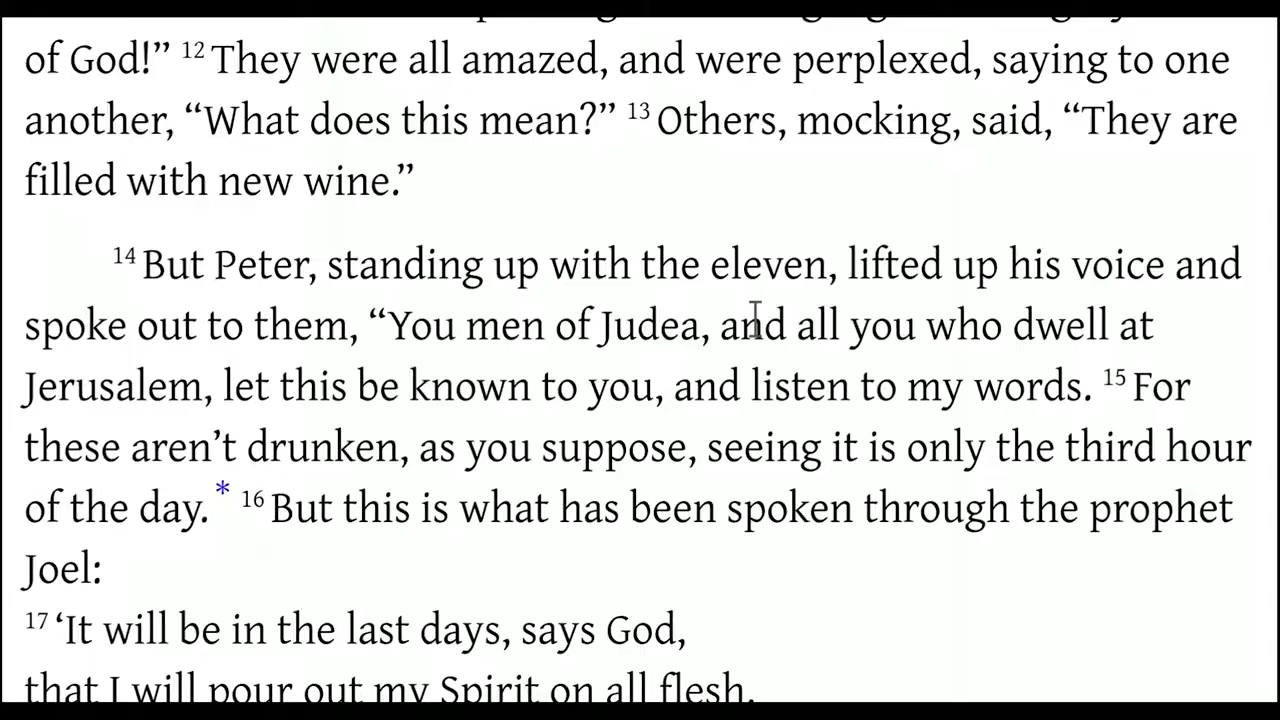 of God!” 12 They were all amazed, and were perplexed, saying to one
another, “What does this mean?” 13 Others, mocking, said, “They are
filled with new wine.”
14 But Peter, standing up with the eleven, lifted up his voice and
spoke out to them, “You men of Judea, and all you who dwell at
Jerusalem, let this be known to you, and listen to my words. 15 For
these aren’t drunken, as you suppose, seeing it is only the third hour
of the day. * 16 But this is what has been spoken through the prophet
Joel:
17 ‘It will be in the last days, says God,
that I will pour out my Spirit on all flesh.